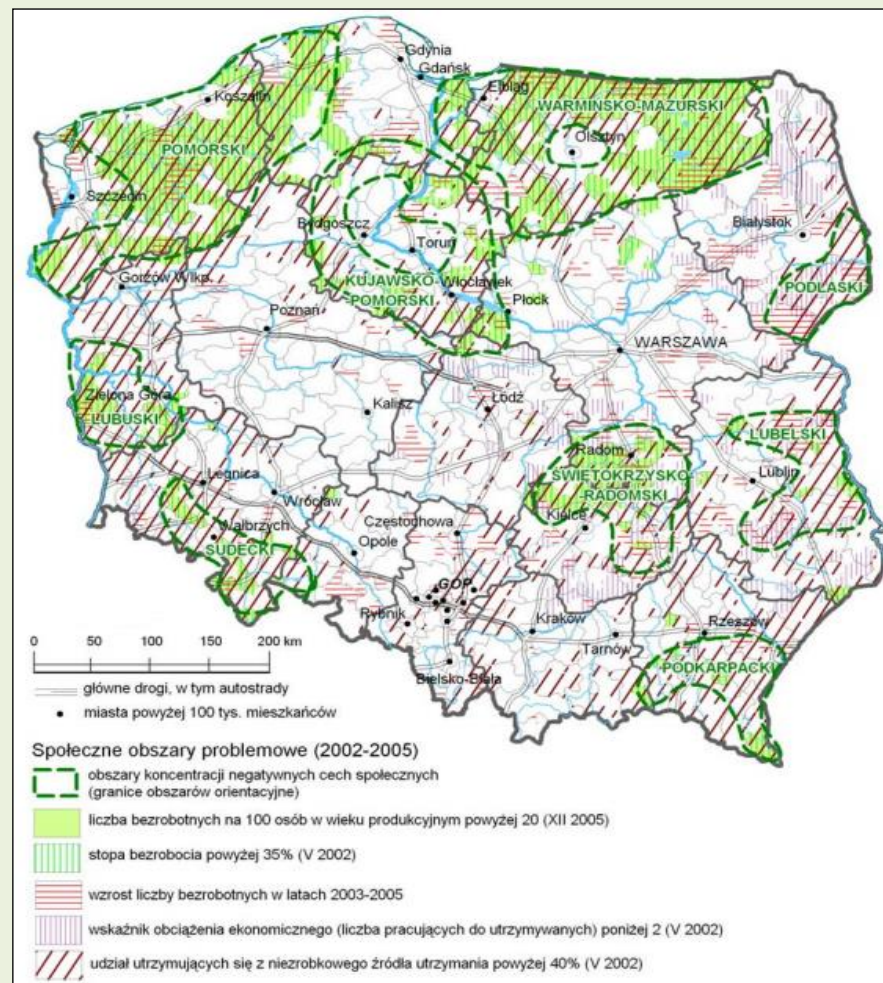 Gdynia
Gdańsk
Elbląg
Koszalin
WARMIŃSKO-MAZURSKI
Olsztyn
POMORSKI
Szczecin
Białystok
Bydgoszcz
Toruń
Gorzów Wlkp.
KUJAWSKO-
POMORSKI
Włocławek
PODLASKI
Płock
Poznań
WARSZAWA
Zielona Góra
LUBUSKI
Kalisz
Łódź
LUBELSKI
Radom
Legnica
ŚWIĘTOKRZYSKO
-RADOMSKI
Lublin
Wrocław
Kielce
Wałbrzych
Częstochowa
SUDECKI
Opole
GOP
Rybnik
Kraków
Rzeszów
Tarnów
PODKARPACKI
Bielsko-Biała
0 50 100 150 200 km
główne drogi, w tym autostrady
miasta powyżej 100 tys. mieszkańców
Społeczne obszary problemowe (2002-2005)
obszary koncentracji negatywnych cech społecznych
(granice obszarów orientacyjne)
liczba bezrobotnych na 100 osób w wieku produkcyjnym powyżej 20 (XII 2005)
stopa bezrobocia powyżej 35% (V 2002)
wzrost liczby bezrobotnych w latach 2003-2005
wskaźnik obciążenia ekonomicznego (liczba pracujących do utrzymywanych) poniżej 2 (V 2002)
udział utrzymujących się z niezrobkowego źródła utrzymania powyżej 40% (V 2002)